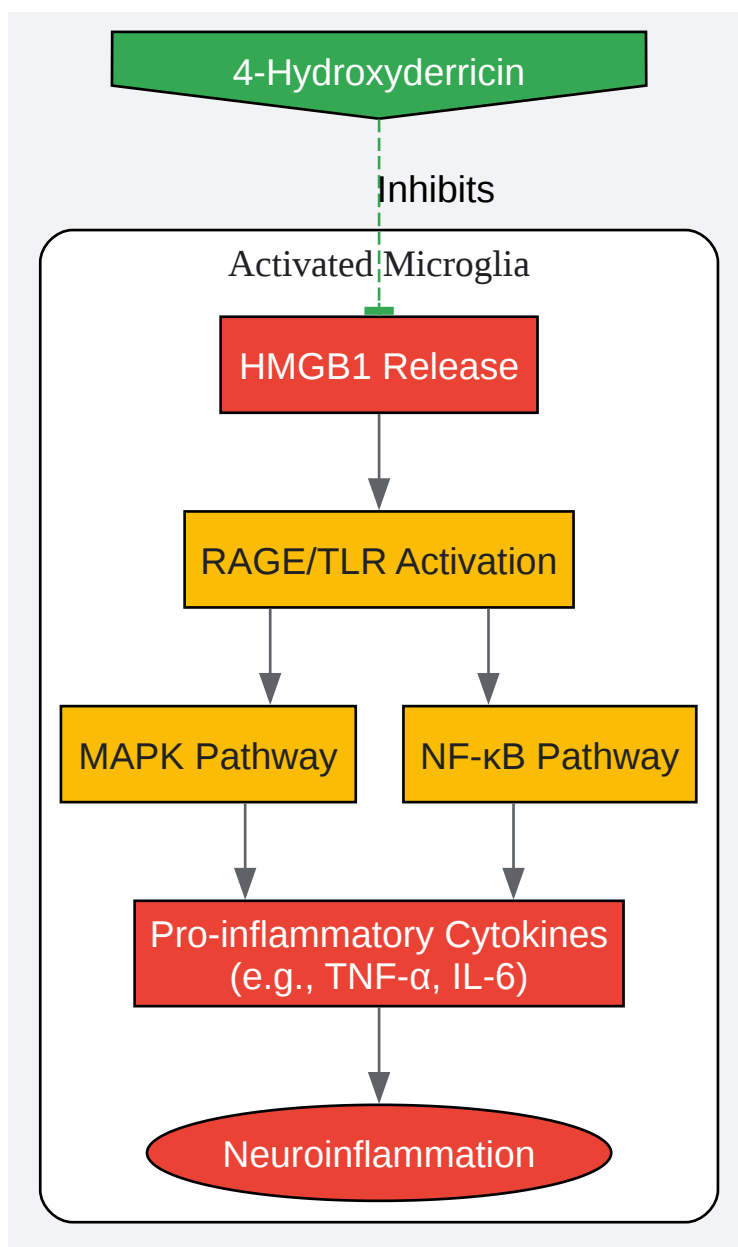 4-Hydroxyderricin
Inhibits
Activated Microglia
HMGB1 Release
RAGE/TLR Activation
MAPK Pathway
NF-κB Pathway
Pro-inflammatory Cytokines
(e.g., TNF-α, IL-6)
Neuroinflammation